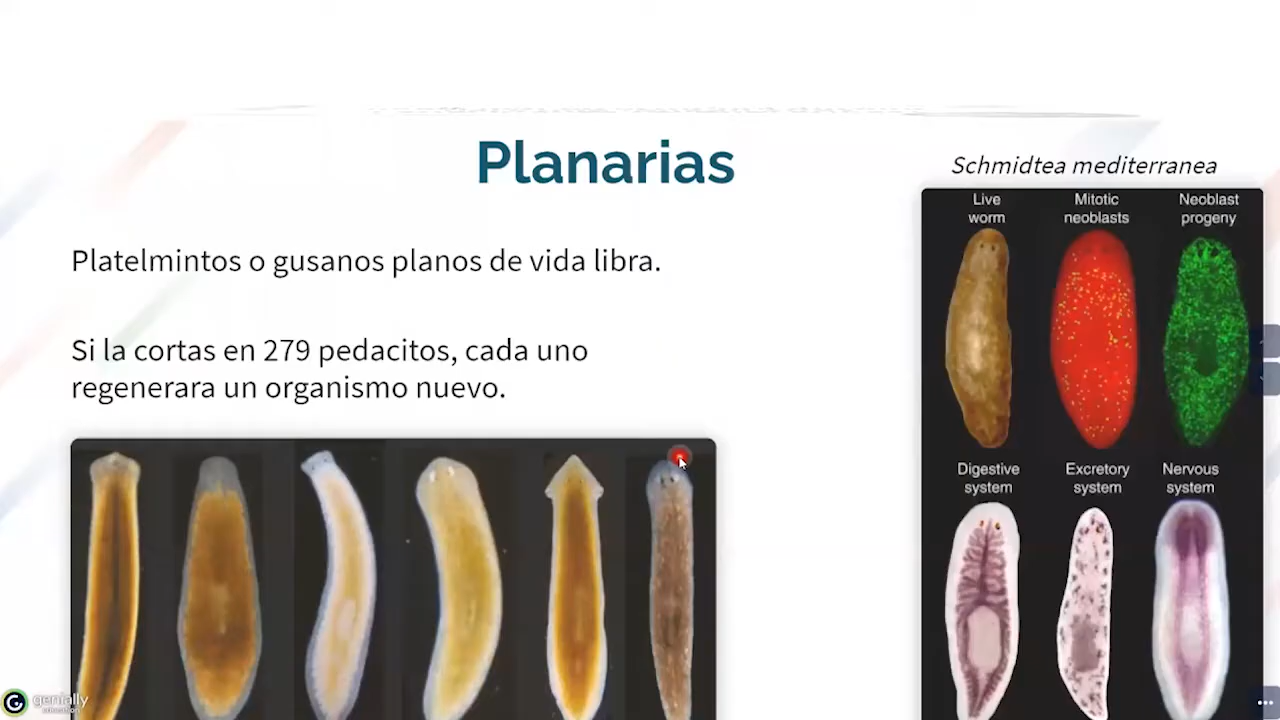 Planarias
Platelmintos o gusanos planos de vida libra.
Si la cortas en 279 pedacitos, cada uno
regenerara un organismo nuevo.
Schmidtea mediterranea
Live
worm
Mitotic
neoblasts
Neoblast
progeny
Digestive
system
Excretory
system
Nervous
system
genially